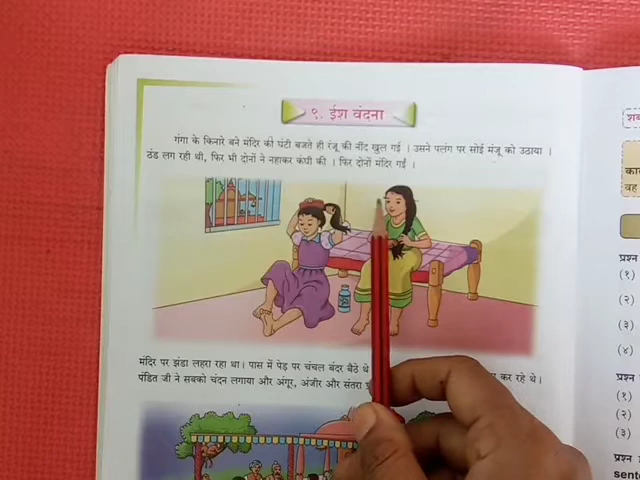 ९. ईश वंदना
गंगा के किनारे बने मंदिर की घंटी बजते ही रंजू की नींद खुल गई । उसने पलंग पर सोई मंजू को उठाया ।
ठंड लग रही थी, फिर भी दोनों ने नहाकर कंघी की । फिर दोनों मंदिर गईं ।
मंदिर पर झंडा लहरा रहा था। पास में पेड़ पर चंचल बंदर बैठे थे
पंडित जी ने सबको चंदन लगाया और अंगूर, अंजीर और संतरा कर रहे थे।
वह
प्रश्न
(१)
(२)
(३)
(४)
प्रश्न
(१)
(२)
(३)
प्रश्न